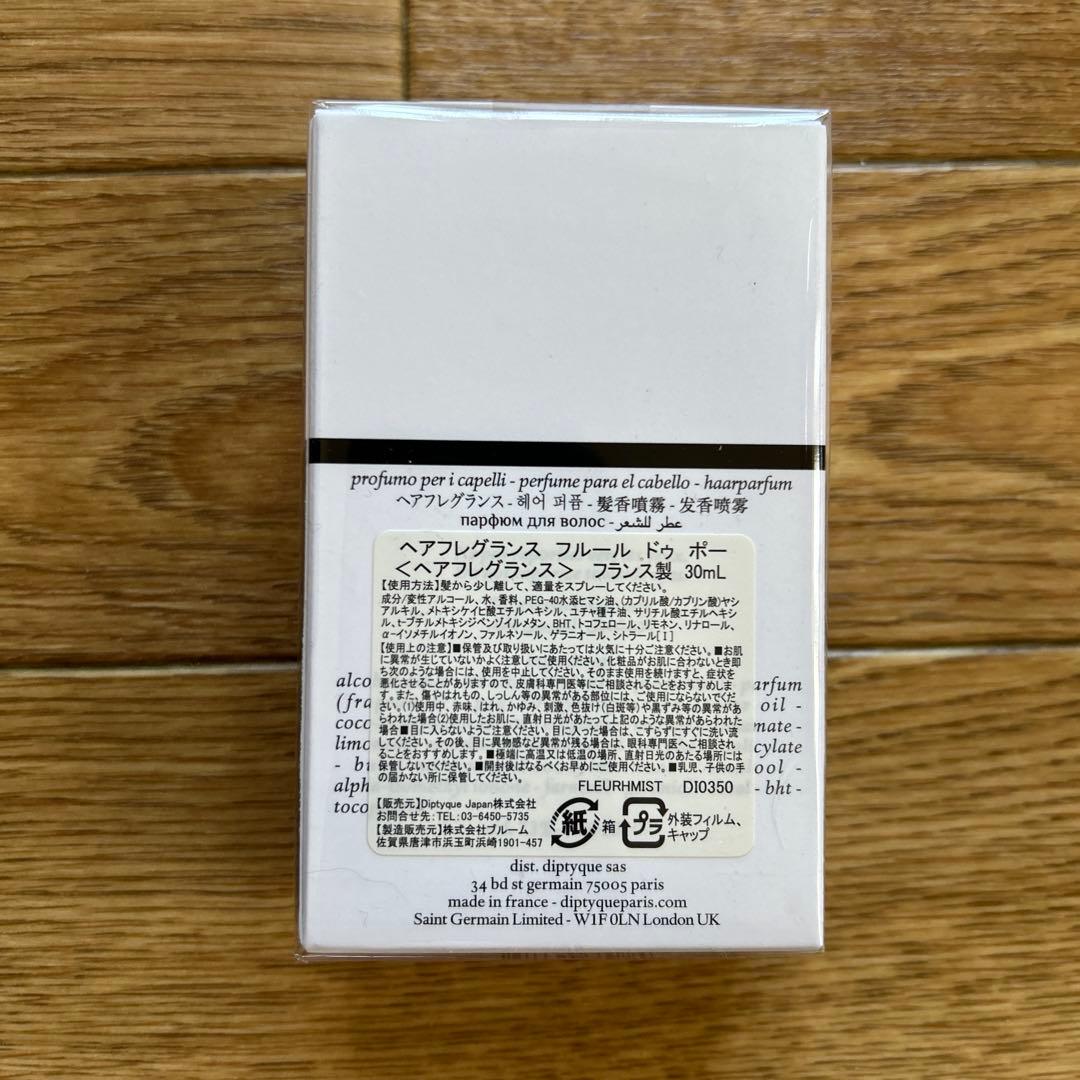 profumo per i capelli - perfume para el cabello - haarparfum
ヘアフレグランス - 헤어 퍼퓸 - 髮香噴霧 - 发香喷雾
парфюм для волос - عطر للشعر
ヘアフレグランス フルール ドゥ ポー
＜ヘアフレグランス＞ フランス製 30mL
【使用方法】髪から少し離して、適量をスプレーしてください。
成分/変性アルコール、水、香料、PEG-40水添ヒマシ油、(カプリル酸/カプリン酸)ヤシ
アルキル、メトキシケイヒ酸エチルヘキシル、ユチャ種子油、サリチル酸エチルヘキシ
ル、t-ブチルメトキシジベンゾイルメタン、BHT、トコフェロール、リモネン、リナロール、
α-イソメチルイオノン、ファルネソール、ゲラニオール、シトラール[I]
【使用上の注意】■保管及び取り扱いにあたっては火気に十分ご注意ください。■お肌
に異常が生じていないかよく注意してご使用ください。化粧品がお肌に合わないとき即
ち次のような場合には、使用を中止してください。そのまま使用を続けますと、症状を
悪化させることがありますので、皮膚科専門医等にご相談されることをおすすめしま
す。また、傷やはれもの、しっしん等の異常がある部位には、ご使用にならないでくだ
さい。(1)使用中、赤味、はれ、かゆみ、刺激、色抜け(白斑等)や黒ずみ等の異常があ
らわれた場合(2)使用したお肌に、直射日光があたって上記のような異常があらわれた
場合■目に入らないようご注意ください。目に入った場合は、こすらずにすぐに洗い流
してください。その後、目に異物感など異常が残る場合は、眼科専門医へご相談され
ることをおすすめします。■極端に高温又は低温の場所、直射日光のあたる場所には
保管しないでください。■開封後はなるべくお早めにご使用ください。■乳児、子供の手
の届かない所に保管してください。
FLEURHMIST DI0350
【販売元】Diptyque Japan株式会社
お問合せ先:TEL:03-6450-5735
【製造販売元】株式会社ブルーム
佐賀県唐津市浜玉町浜崎1901-457
紙 箱 プラ 外装フィルム、
キャップ
alco arfum
(fra oil -
coco mate -
limo cylate
- b ool -
alph - bht -
toco
dist. diptyque sas
34 bd st germain 75005 paris
made in france - diptyqueparis.com
Saint Germain Limited - W1F 0LN London UK